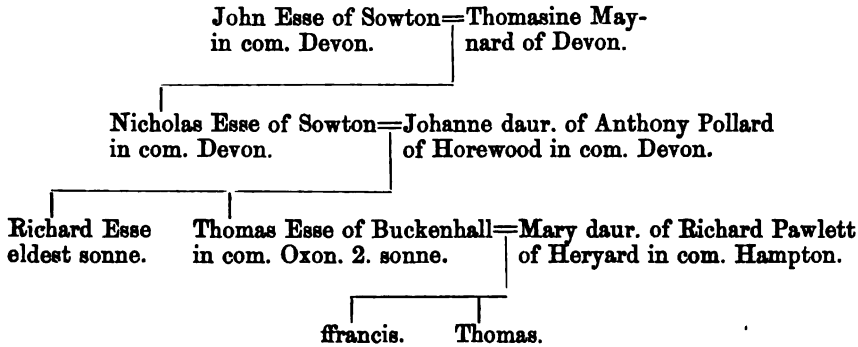 John Esse of Sowton=Thomasine May-
in com. Devon. nard of Devon.
Nicholas Esse of Sowton=Johanne daur. of Anthony Pollard
in com. Devon. of Horewood in com. Devon.
Richard Esse Thomas Esse of Buckenhall=Mary daur. of Richard Pawlett
eldest sonne. in com. Oxon. 2. sonne. of Heryard in com. Hampton.
ffrancis. Thomas.